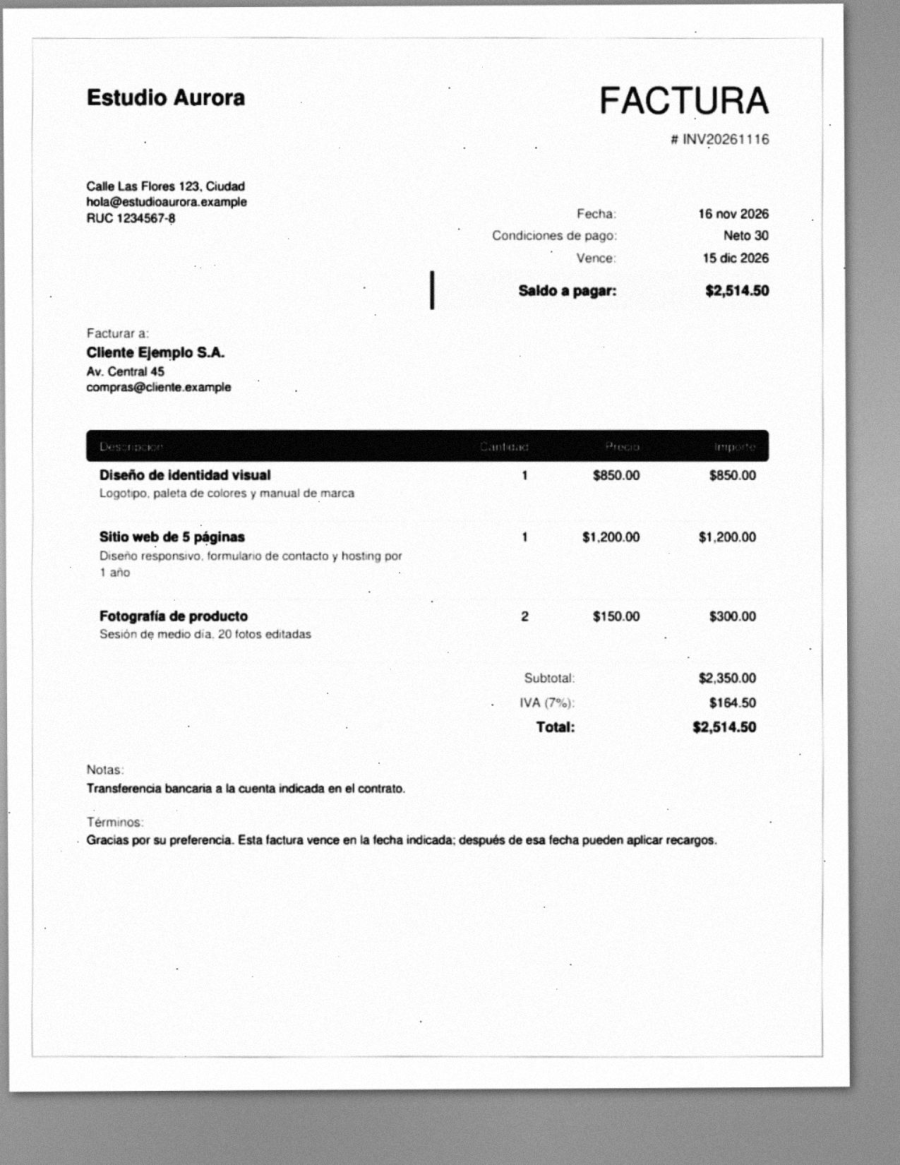 Estudio Aurora
FACTURA
# INV20261116
Calle Las Flores 123, Ciudad
hola@estudioaurora.example
RUC 1234567-8
Fecha: 16 nov 2026
Condiciones de pago: Neto 30
Vence: 15 dic 2026
Saldo a pagar: $2,514.50
Facturar a:
Cliente Ejemplo S.A.
Av. Central 45
compras@cliente.example
Descripción Cantidad Precio Importe
Diseño de identidad visual 1 $850.00 $850.00
Logotipo, paleta de colores y manual de marca
Sitio web de 5 páginas 1 $1,200.00 $1,200.00
Diseño responsivo, formulario de contacto y hosting por
1 año
Fotografía de producto 2 $150.00 $300.00
Sesión de medio día, 20 fotos editadas
Subtotal: $2,350.00
IVA (7%): $164.50
Total: $2,514.50
Notas:
Transferencia bancaria a la cuenta indicada en el contrato.
Términos:
Gracias por su preferencia. Esta factura vence en la fecha indicada; después de esa fecha pueden aplicar recargos.